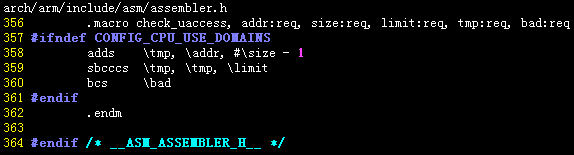 arch/arm/include/asm/assembler.h
356         .macro check_uaccess, addr:req, size:req, limit:req, tmp:req, bad:req
357 #ifndef CONFIG_CPU_USE_DOMAINS
358         adds    \tmp, \addr, #\size - 1
359         sbcccs  \tmp, \tmp, \limit
360         bcs     \bad
361 #endif
362         .endm
363
364 #endif /* __ASM_ASSEMBLER_H__ */